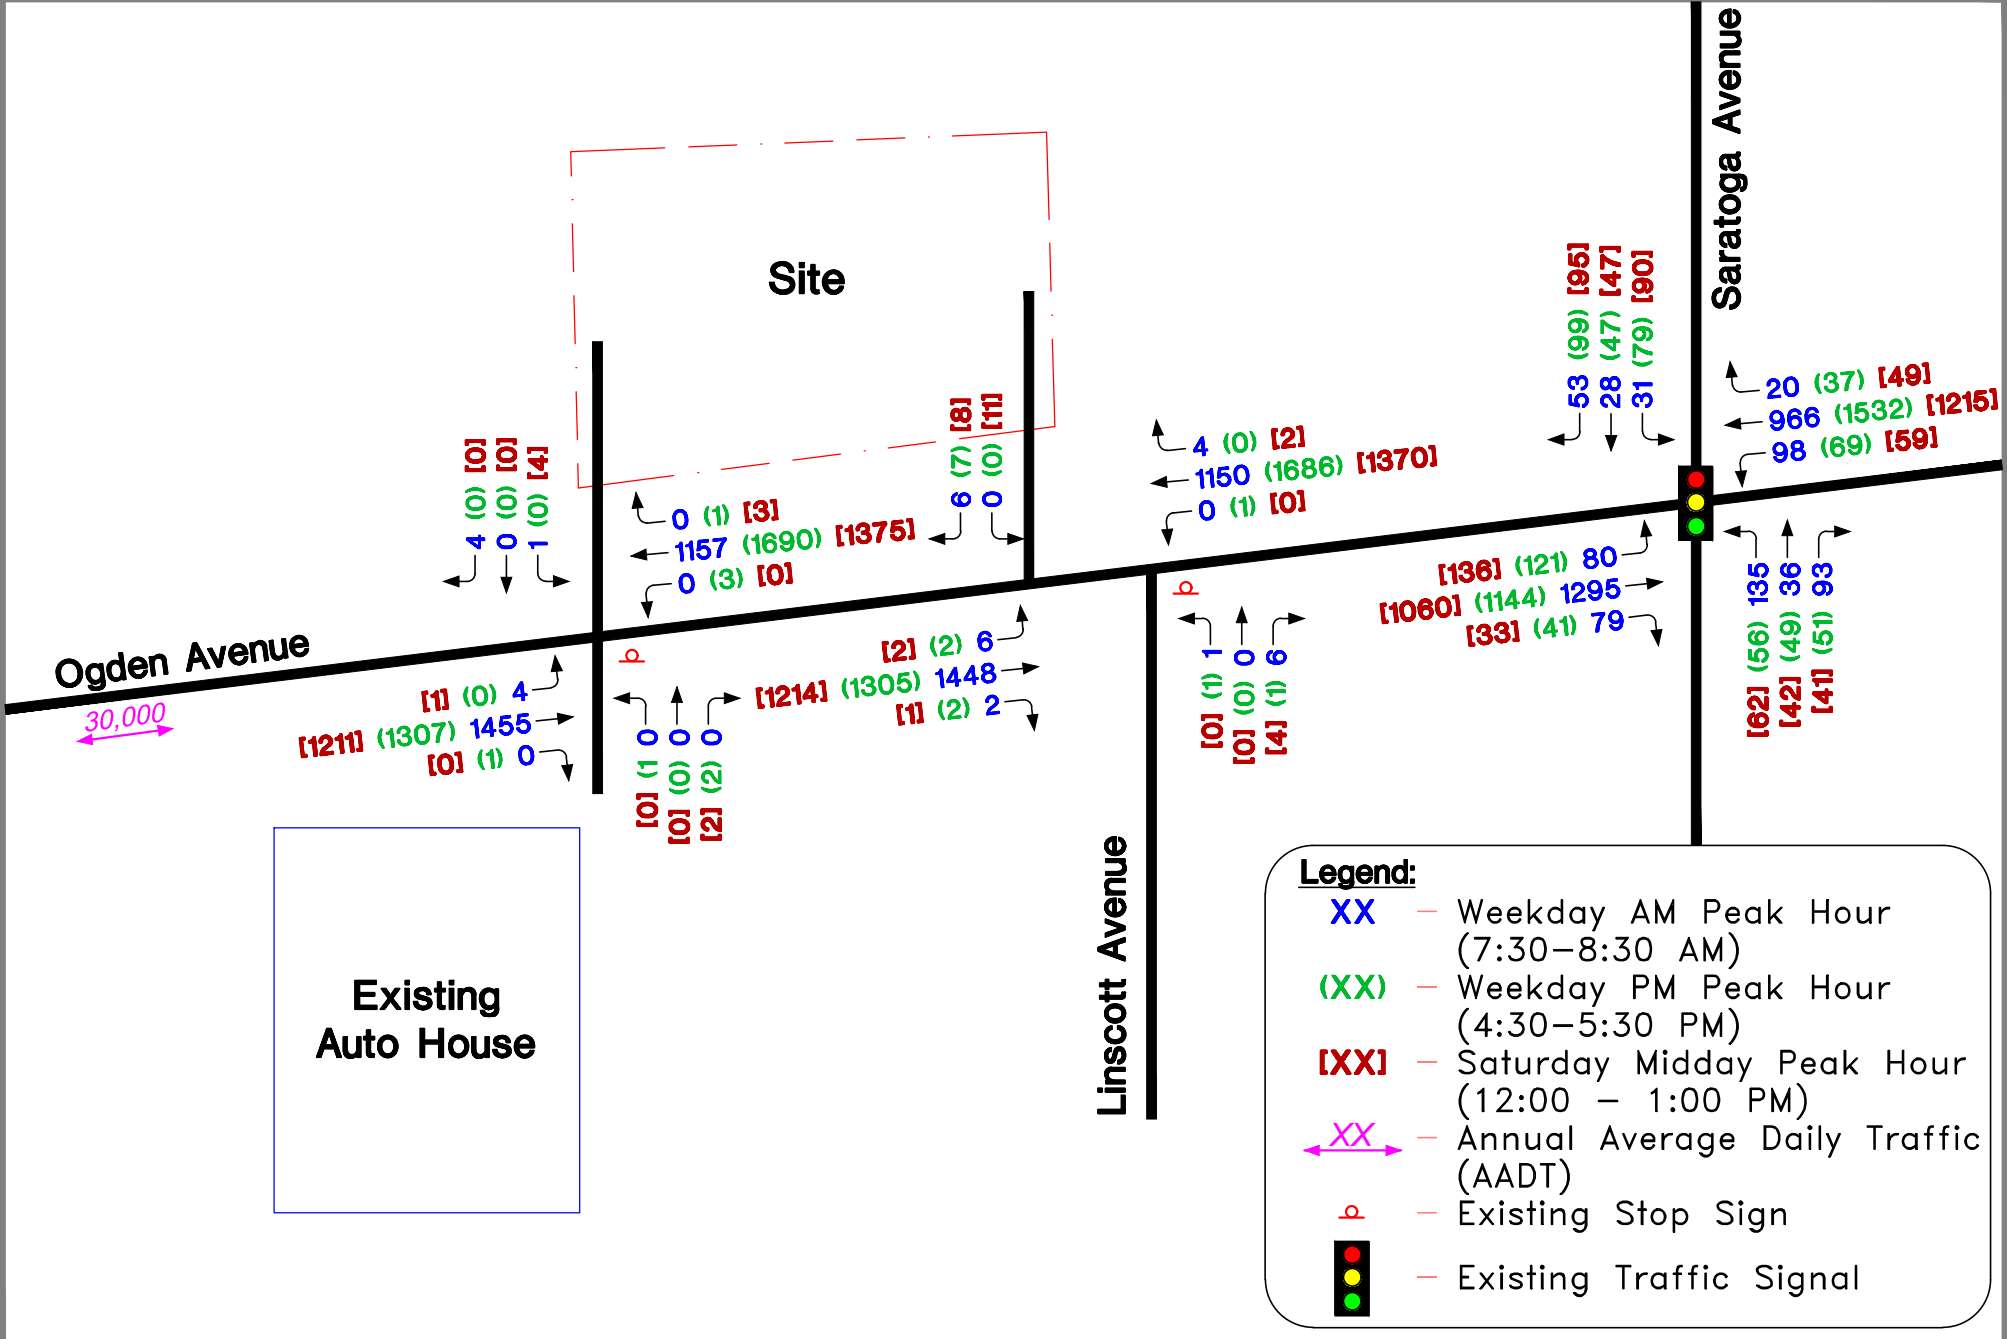 Saratoga Avenue
Site
53 (99) [95]
28 (47) [47]
31 (79) [90]
20 (37) [49]
966 (1532) [1215]
98 (69) [59]
4 (0) [0]
0 (0) [0]
1 (0) [4]
0 (1) [3]
1157 (1690) [1375]
0 (3) [0]
6 (7) [8]
0 (0) [11]
4 (0) [2]
1150 (1686) [1370]
0 (1) [0]
[136] (121) 80
[1060] (1144) 1295
[33] (41) 79
[62] (56) 135
[42] (49) 36
[41] (51) 93
Ogden Avenue
30,000
[1] (0) 4
[1211] (1307) 1455
[0] (1) 0
[0] (1 0
[0] (0) 0
[2] (2) 0
[2] (2) 6
[1214] (1305) 1448
[1] (2) 2
[0] (1) 1
[0] (0) 0
[4] (1) 6
Linscott Avenue
Existing
Auto House
Legend:
XX – Weekday AM Peak Hour
(7:30–8:30 AM)
(XX) – Weekday PM Peak Hour
(4:30–5:30 PM)
[XX] – Saturday Midday Peak Hour
(12:00 – 1:00 PM)
XX – Annual Average Daily Traffic
(AADT)
– Existing Stop Sign
– Existing Traffic Signal